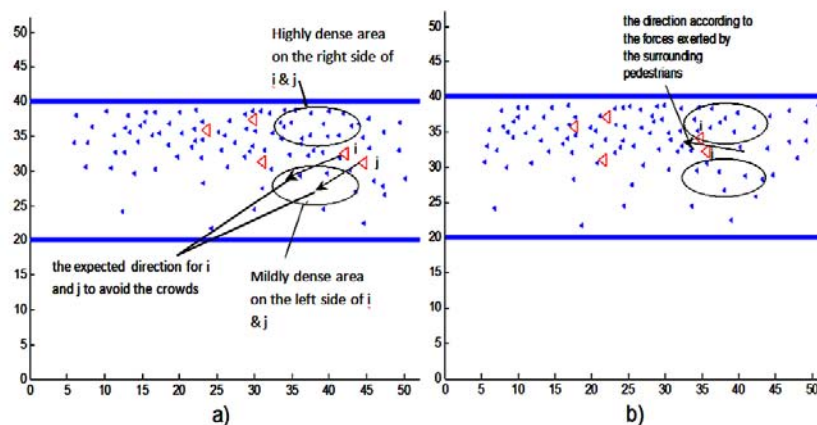 Highly dense area
on the right side of
i & j
50
45
40
35
30
25
20
15
10
5
0
i
j
the expected direction for i
and j to avoid the crowds
Mildly dense area
on the left side of i
& j
0 5 10 15 20 25 30 35 40 45 50
a)
the direction according to
the forces exerted by
the surrounding
pedestrians
50
45
40
35
30
25
20
15
10
5
0
i
0 5 10 15 20 25 30 35 40 45 50
b)